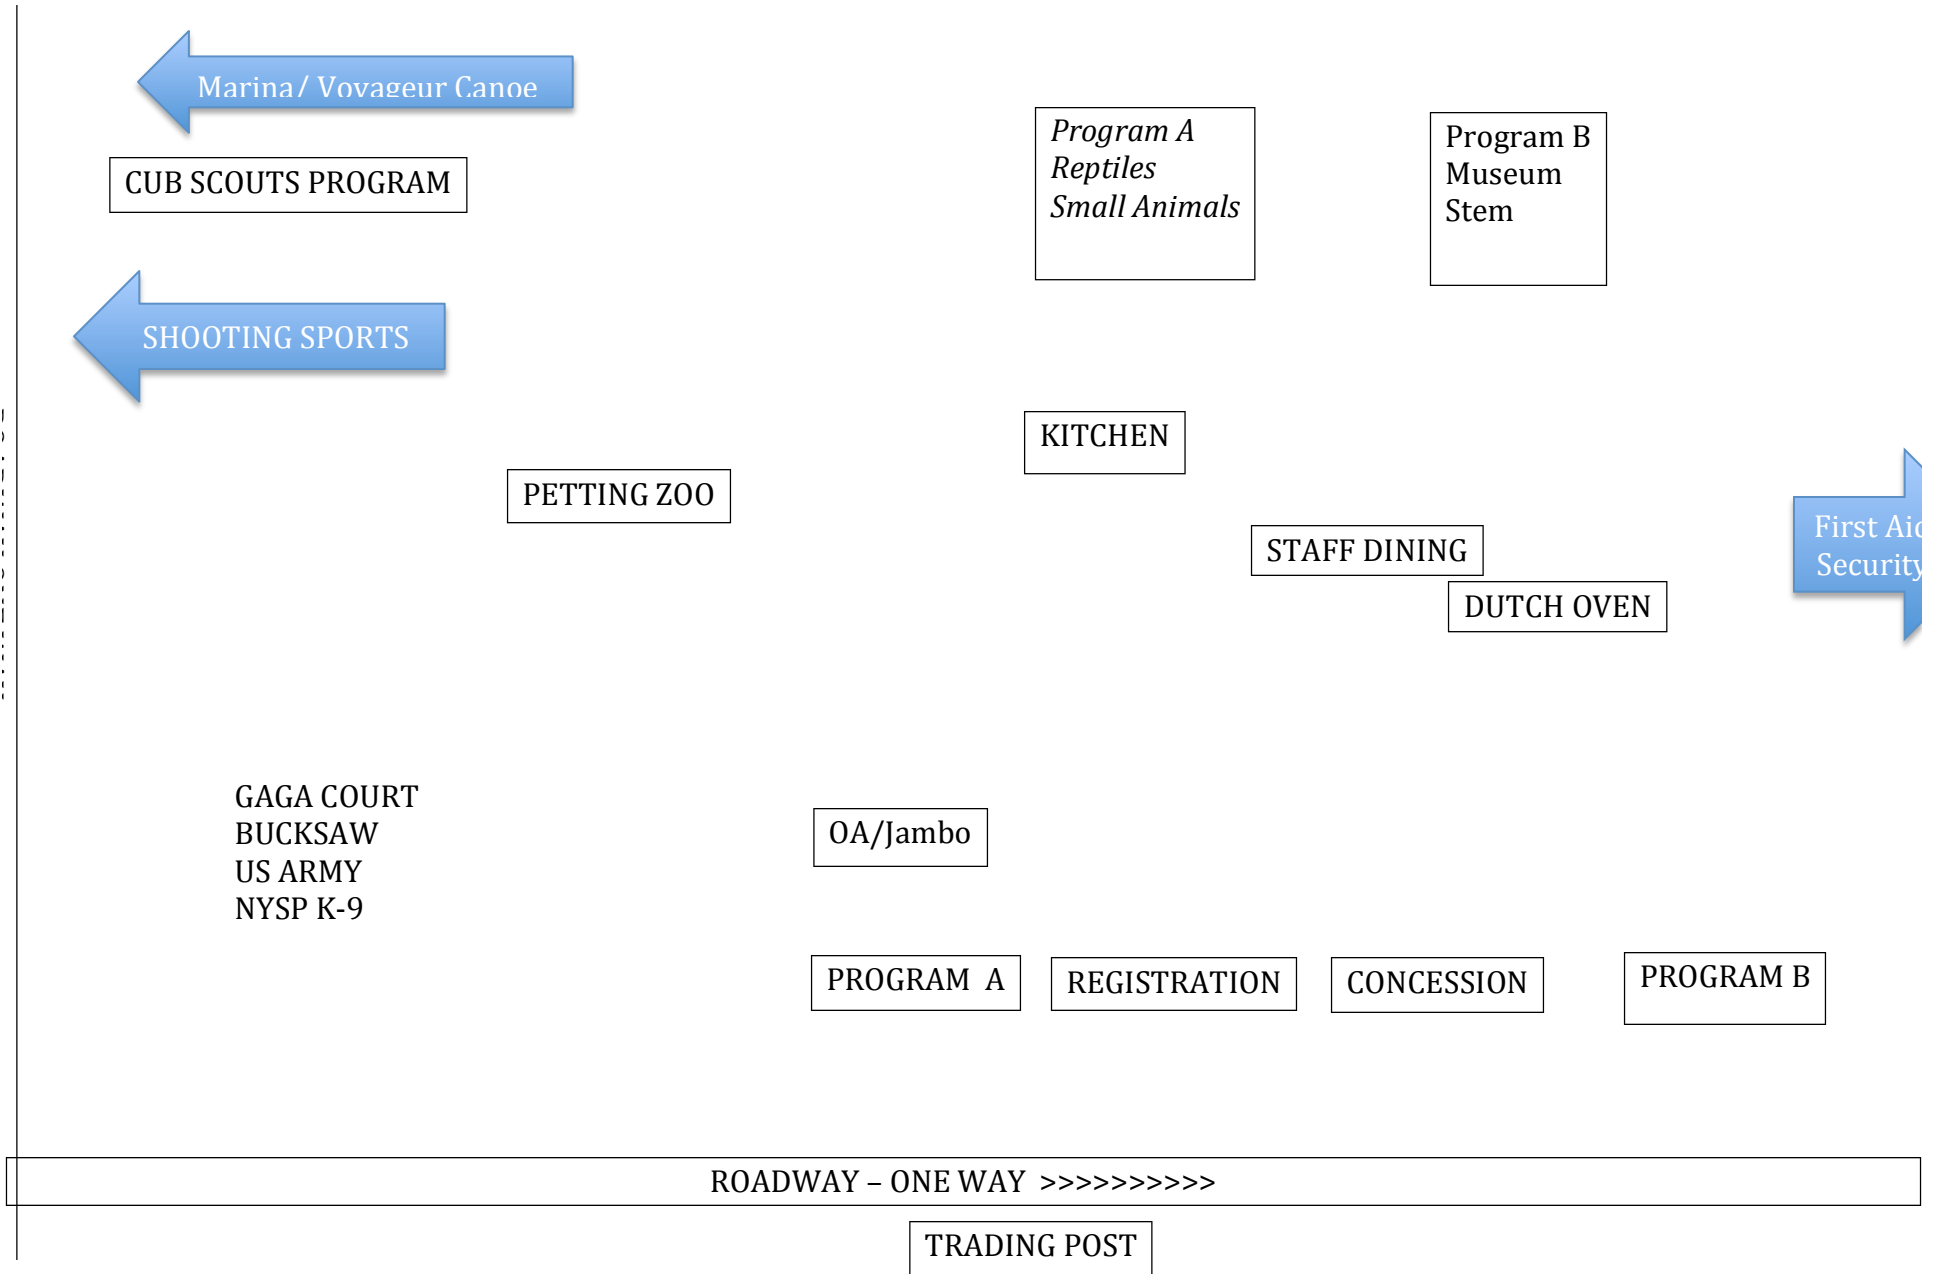 Marina/ Voyageur Canoe
CUB SCOUTS PROGRAM
Program A
Reptiles
Small Animals
Program B
Museum
Stem
SHOOTING SPORTS
KITCHEN
PETTING ZOO
STAFF DINING
DUTCH OVEN
First Aid
Security
GAGA COURT
BUCKSAW
US ARMY
NYSP K-9
OA/Jambo
PROGRAM  A
REGISTRATION
CONCESSION
PROGRAM B
ROADWAY – ONE WAY >>>>>>>>>>
TRADING POST